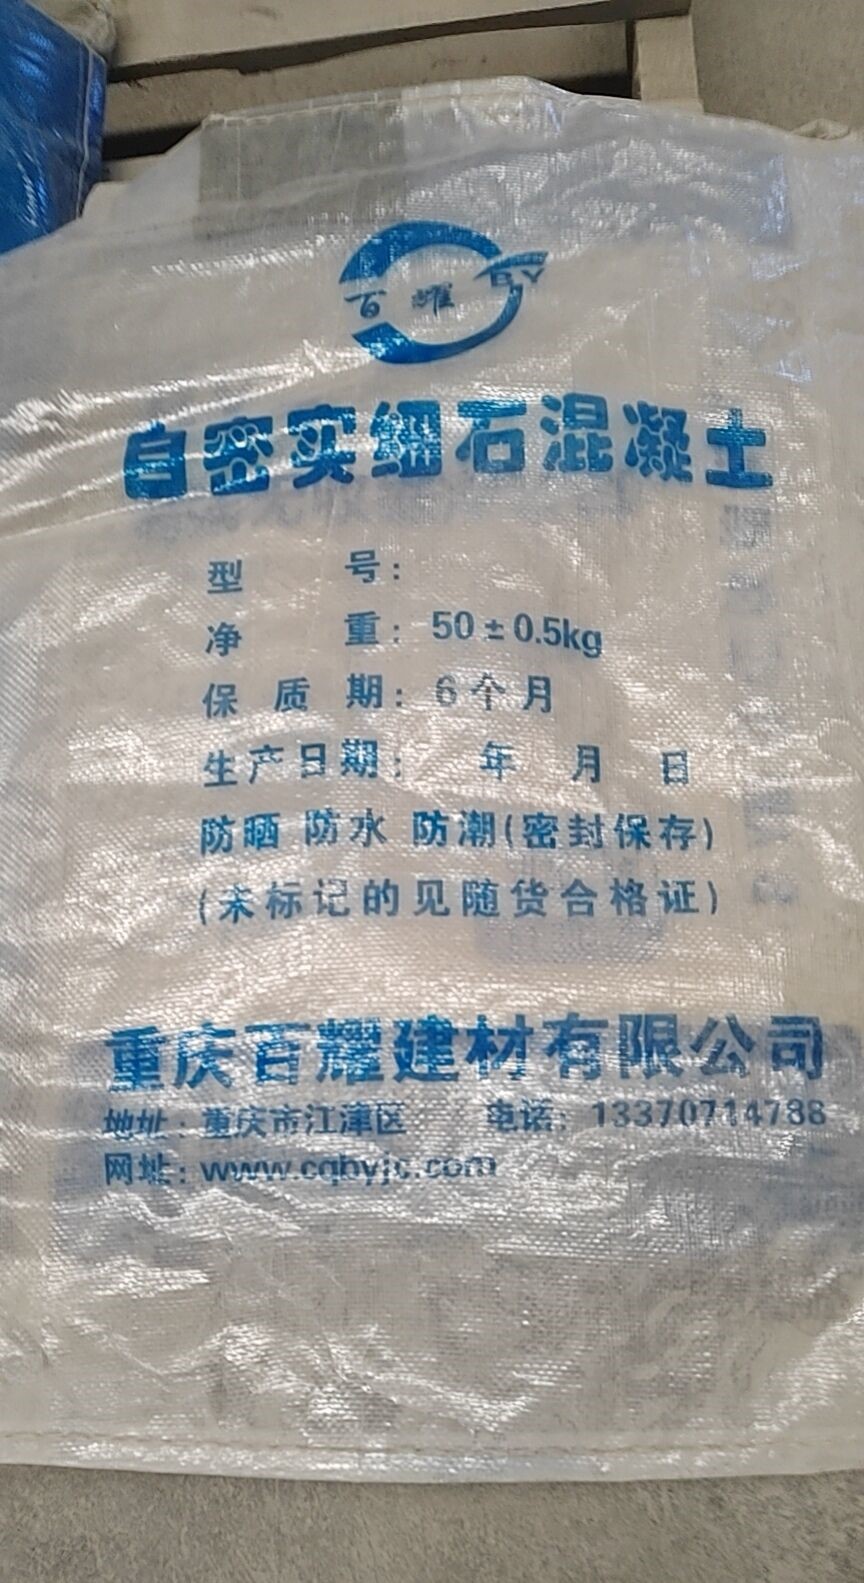 百耀 BY
自密实细石混凝土
型 号:
净 重: 50±0.5kg
保 质 期: 6个月
生产日期: 年 月 日
防晒 防水 防潮(密封保存)
(未标记的见随货合格证)
重庆百耀建材有限公司
地址: 重庆市江津区 电话: 13370714788
网址: www.cqbyjc.com